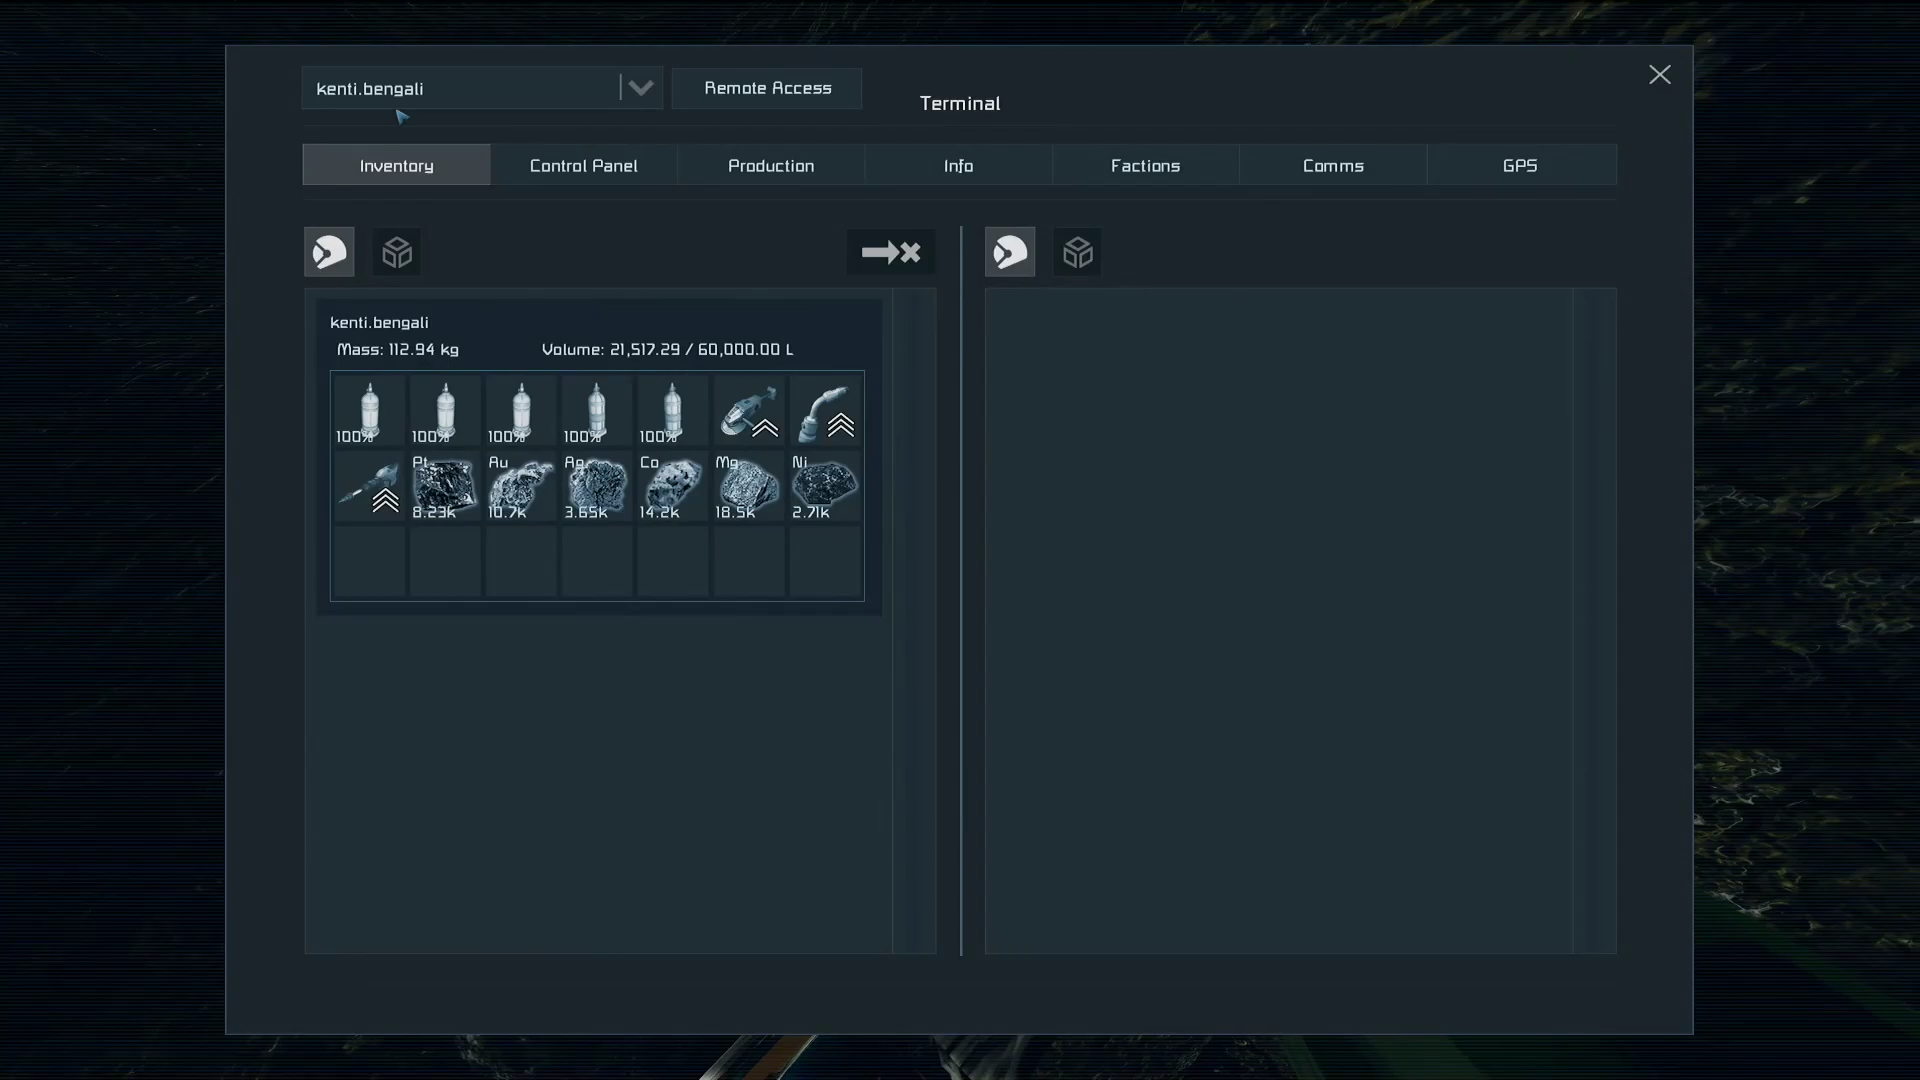 kenti.bengali
Remote Access
Terminal
Inventory
Control Panel
Production
Info
Factions
Comms
GPS
kenti.bengali
Mass: 112.94 kg
Volume: 21,517.29 / 60,000.00 L
100% 100% 100% 100% 100%
Pt Au Ag Co Mg Ni
8.23k 10.7k 3.65k 14.2k 18.5k 2.71k